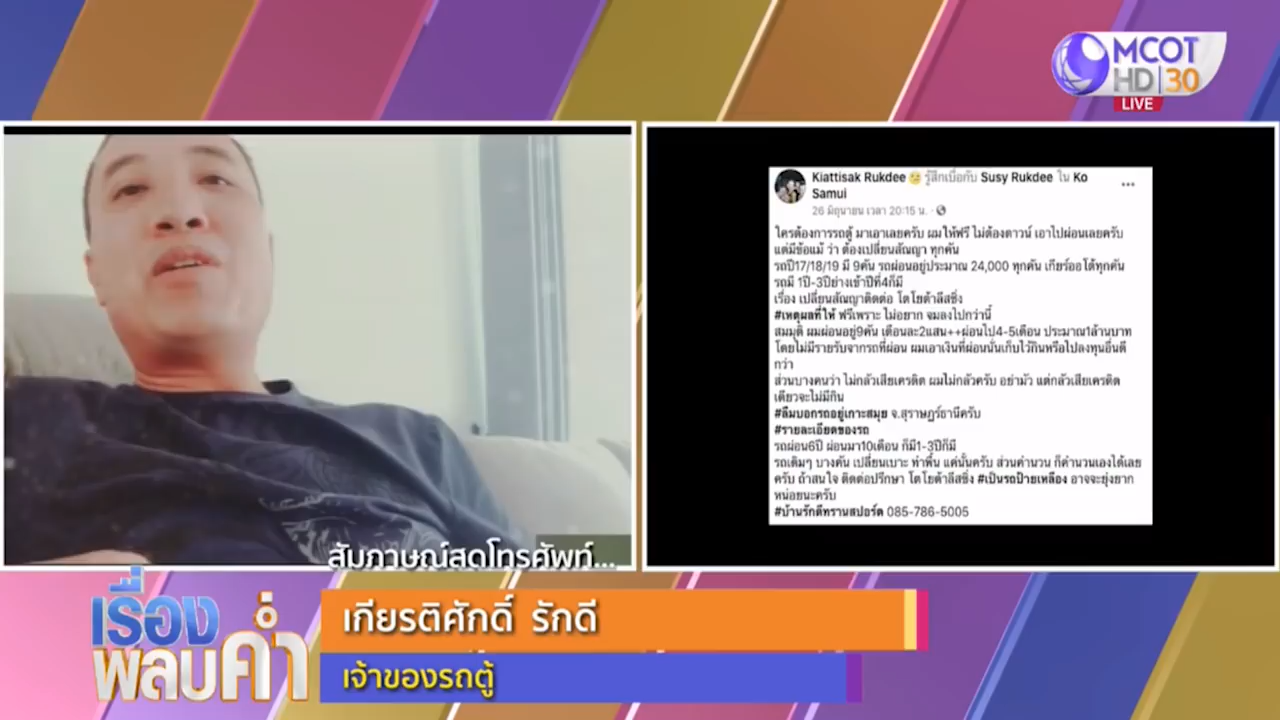 MCOT
HD 30
LIVE
Kiattisak Rukdee รู้สึกเบื่อกับ Susy Rukdee ใน Ko
Samui
26 มิถุนายน เวลา 20:15 น. ·
ใครต้องการรถตู้ มาเอาเลยครับ ผมให้ฟรี ไม่ต้องดาวน์ เอาไปผ่อนเลยครับ
แต่มีข้อแม้ ว่า ต้องเปลี่ยนสัญญา ทุกคัน
รถปี17/18/19 มี 9คัน รถผ่อนอยู่ประมาณ 24,000 ทุกคัน เกียร์ออโต้ทุกคัน
รถมี 1ปี-3ปีย่างเข้าปีที่4ก็มี
เรื่อง เปลี่ยนสัญญาติดต่อ โตโยต้าลีสซิ่ง
#เหตุผลที่ให้ ฟรีเพราะ ไม่อยาก จมลงไปกว่านี้
สมมุติ ผมผ่อนอยู่9คัน เดือนละ2แสน++ผ่อนไป4-5เดือน ประมาณ1ล้านบาท
โดยไม่มีรายรับจากรถที่ผ่อน ผมเอาเงินที่ผ่อนนั่นเก็บไว้กินหรือไปลงทุนอื่นดี
กว่า
ส่วนบางคนว่า ไม่กลัวเสียเครดิต ผมไม่กลัวครับ อย่ามัว แต่กลัวเสียเครดิต
เดียวจะไม่มีกิน
#ลืมบอกรถอยู่เกาะสมุย จ.สุราษฎร์ธานีครับ
#รายละเอียดของรถ
รถผ่อน6ปี ผ่อนมา10เดือน ก็มี1-3ปีก็มี
รถเดิมๆ บางคัน เปลี่ยนเบาะ ทำพื้น แค่นั้นครับ ส่วนคำนวน ก็คำนวนเองได้เลย
ครับ ถ้าสนใจ ติดต่อปรึกษา โตโยต้าลีสซิ่ง #เป็นรถป้ายเหลือง อาจจะยุ่งยาก
หน่อยนะครับ
#บ้านรักดีทรานสปอร์ต 085-786-5005
สัมภาษณ์สดโทรศัพท์...
เรื่อง
พลบค่ำ
เกียรติศักดิ์ รักดี
เจ้าของรถตู้